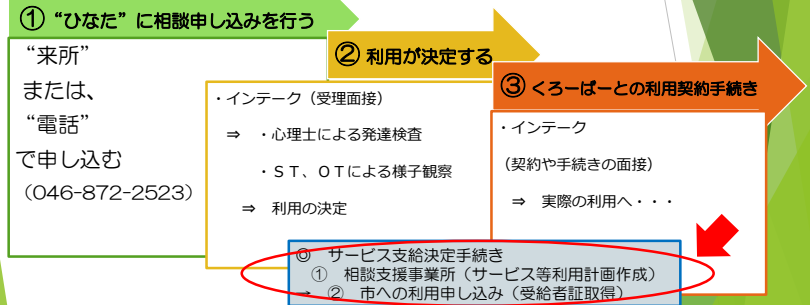 ① “ひなた” に相談申し込みを行う
“来所”
または、
“電話”
で申し込む
（046-872-2523）
② 利用が決定する
・インテーク（受理面接）
⇒ ・心理士による発達検査
・ＳＴ、ＯＴによる様子観察
⇒ 利用の決定
③ くろーばーとの利用契約手続き
・インテーク
（契約や手続きの面接）
⇒ 実際の利用へ・・・
◎ サービス支給決定手続き
① 相談支援事業所（サービス等利用計画作成）
→ ② 市への利用申し込み（受給者証取得）